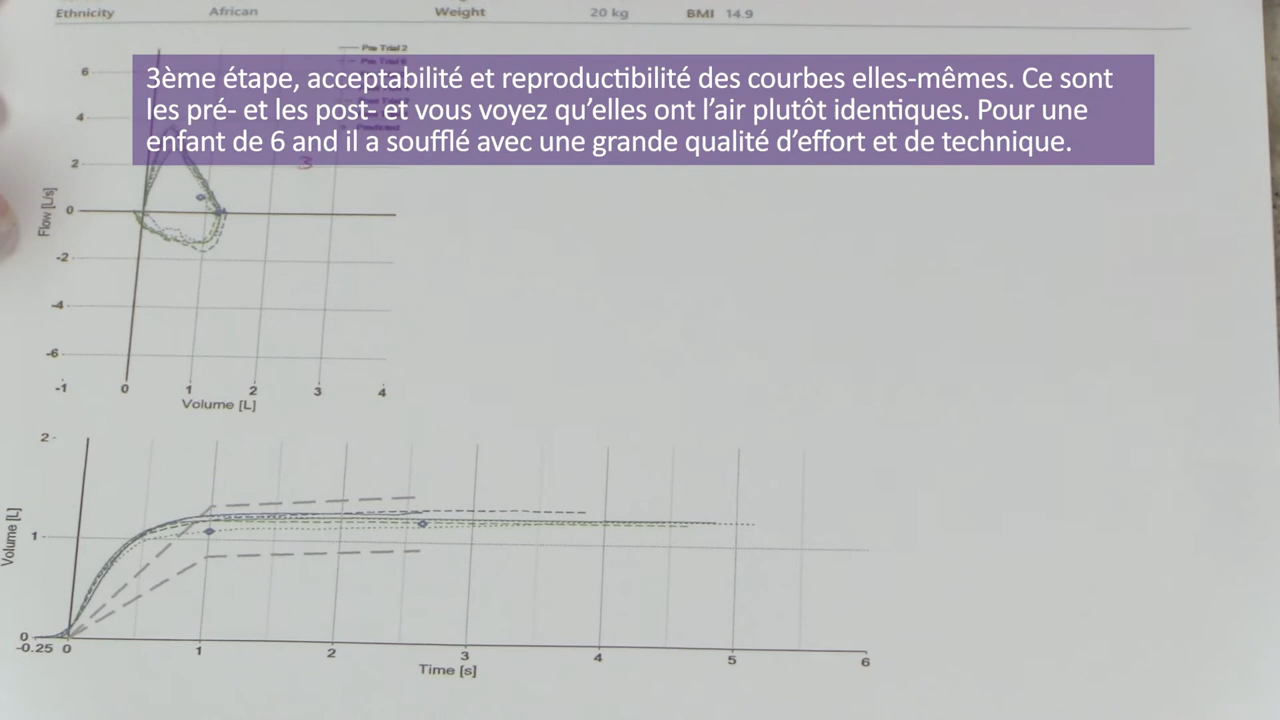 Ethnicity African Weight 20 kg BMI 14.9
Pre Trial 2
3ème étape, acceptabilité et reproductibilité des courbes elles-mêmes. Ce sont
les pré- et les post- et vous voyez qu'elles ont l'air plutôt identiques. Pour une
enfant de 6 and il a soufflé avec une grande qualité d'effort et de technique.
6
4
2
3
0
-2
-4
-6
Flow [L/s]
-1 0 1 2 3 4
Volume [L]
2
1
0
Volume [L]
-0.25 0 1 2 3 4 5 6
Time [s]